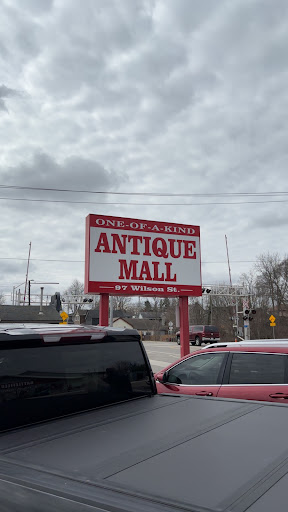 ONE-OF-A-KIND
ANTIQUE
MALL
97 Wilson St.